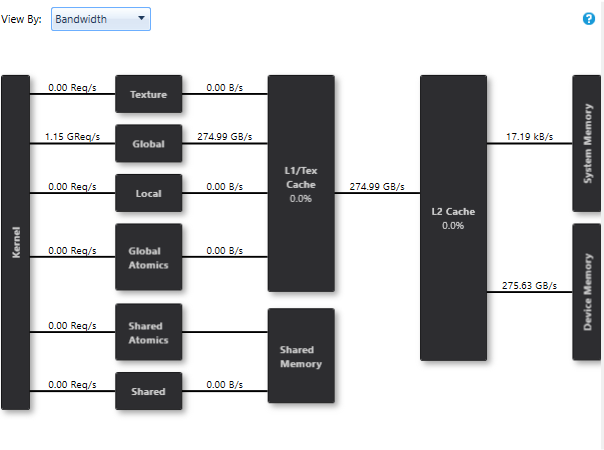 View By: Bandwidth
?
Kernel
0.00 Req/s
Texture
0.00 B/s
1.15 GReq/s
Global
274.99 GB/s
0.00 Req/s
Local
0.00 B/s
0.00 Req/s
Global
Atomics
0.00 B/s
0.00 Req/s
Shared
Atomics
0.00 Req/s
Shared
0.00 B/s
L1/Tex
Cache
0.0%
Shared
Memory
274.99 GB/s
L2 Cache
0.0%
17.19 kB/s
System Memory
275.63 GB/s
Device Memory